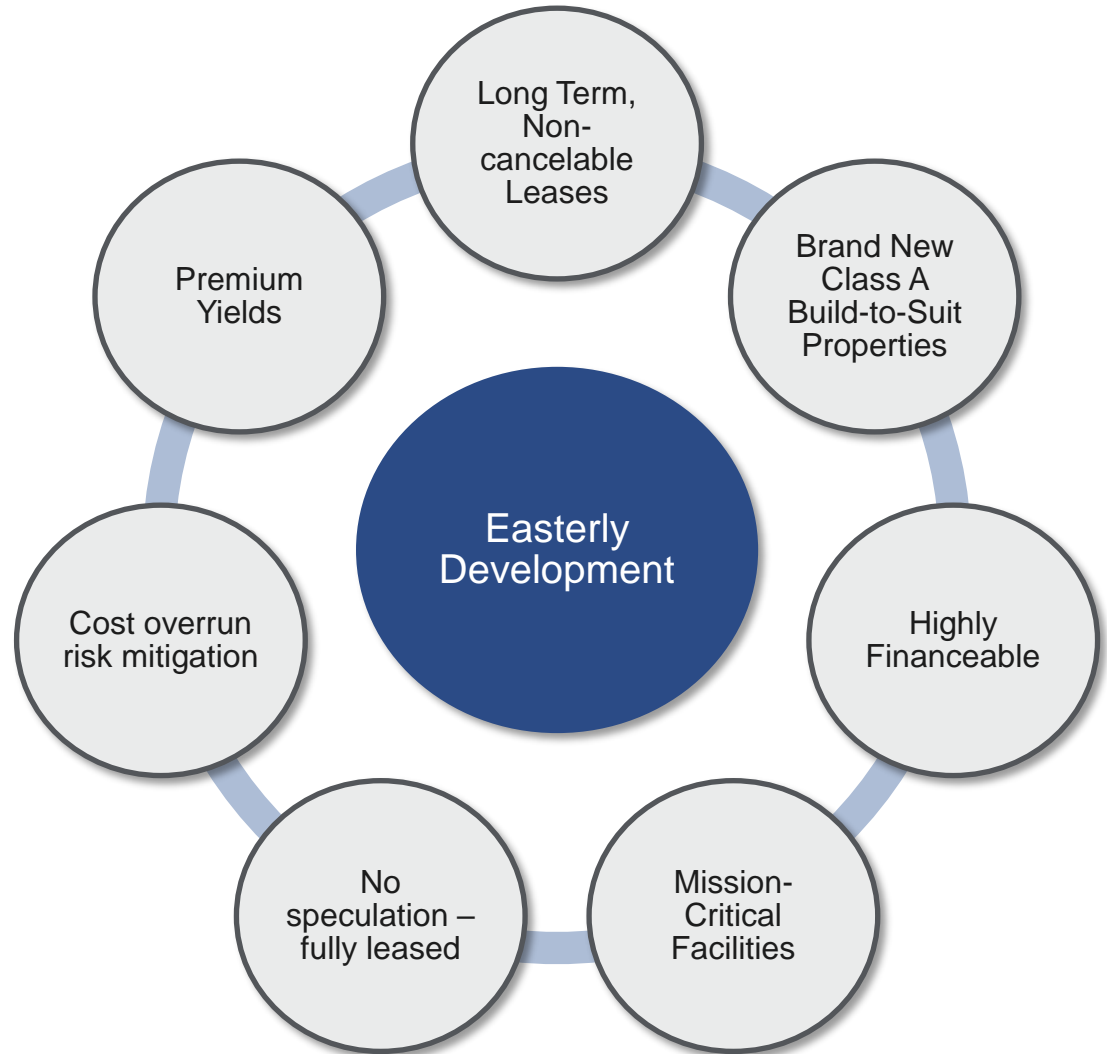 Long Term,
Non-
cancelable
Leases
Brand New
Class A
Build-to-Suit
Properties
Highly
Financeable
Mission-
Critical
Facilities
No
speculation –
fully leased
Cost overrun
risk mitigation
Premium
Yields
Easterly
Development